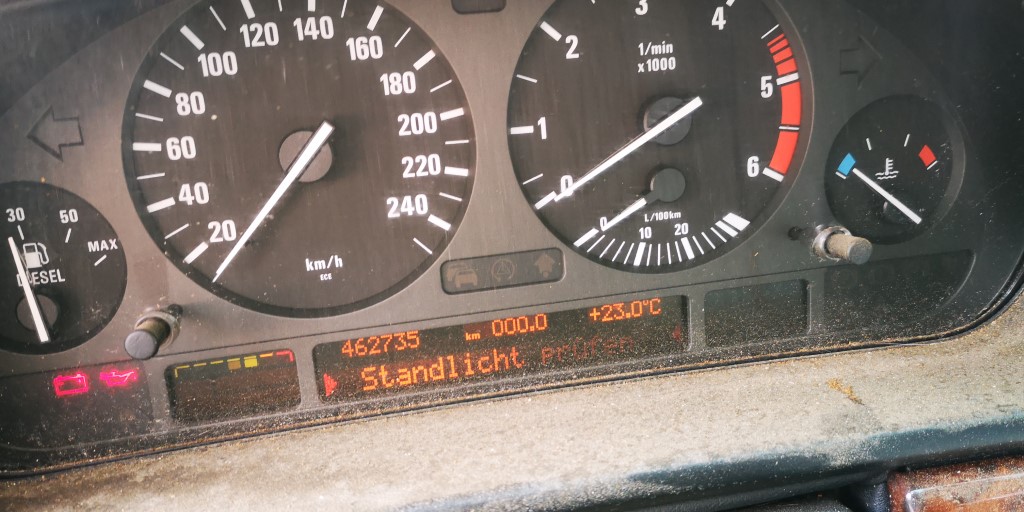 120 140
100 160
80 180
60 200
40 220
20 240
km/h
ECE
3 4
2 5
1 6
0
1/min
x1000
0 10 20
L/100km
30 50
MAX
DIESEL
462735 km 000.0 +23.0°C
Standlicht prüfen